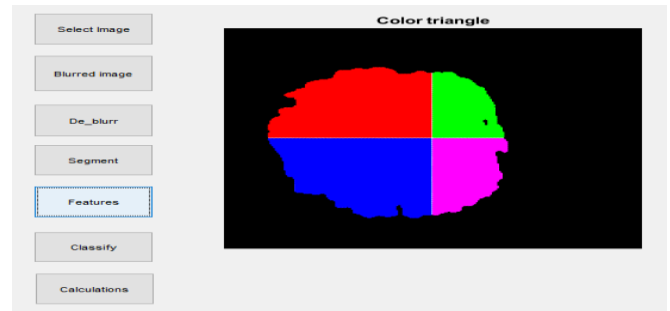 Select Image
Blurred image
De_blurr
Segment
Features
Classify
Calculations
Color triangle